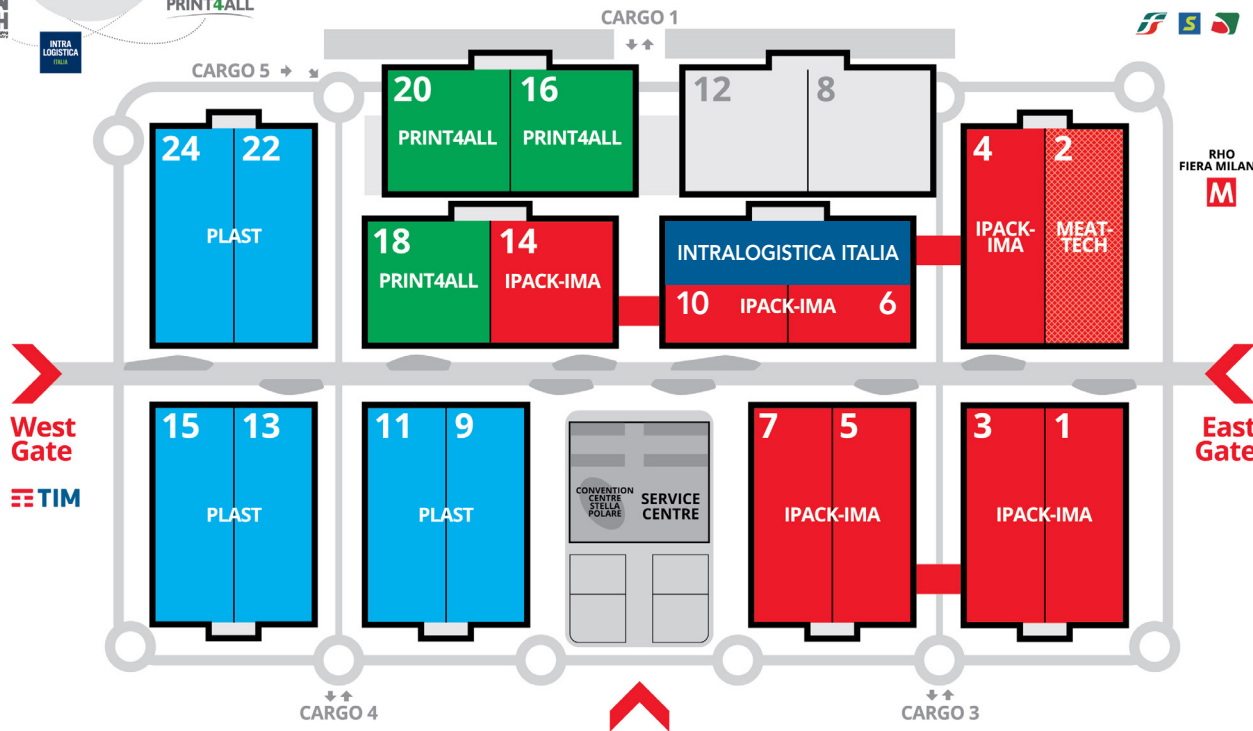 PRINT4ALL
INTRA
LOGISTICA
ITALIA
CARGO 1
CARGO 5
20
16
PRINT4ALL
PRINT4ALL
12
8
24
22
PLAST
4
2
IPACK-
IMA
MEAT-
TECH
RHO
FIERA MILAN
M
S
18
14
PRINT4ALL
IPACK-IMA
INTRALOGISTICA ITALIA
10
IPACK-IMA
6
West
Gate
TIM
East
Gate
15
13
PLAST
11
9
PLAST
CONVENTION
CENTRE
STELLA
POLARE
SERVICE
CENTRE
7
5
IPACK-IMA
3
1
IPACK-IMA
CARGO 4
CARGO 3